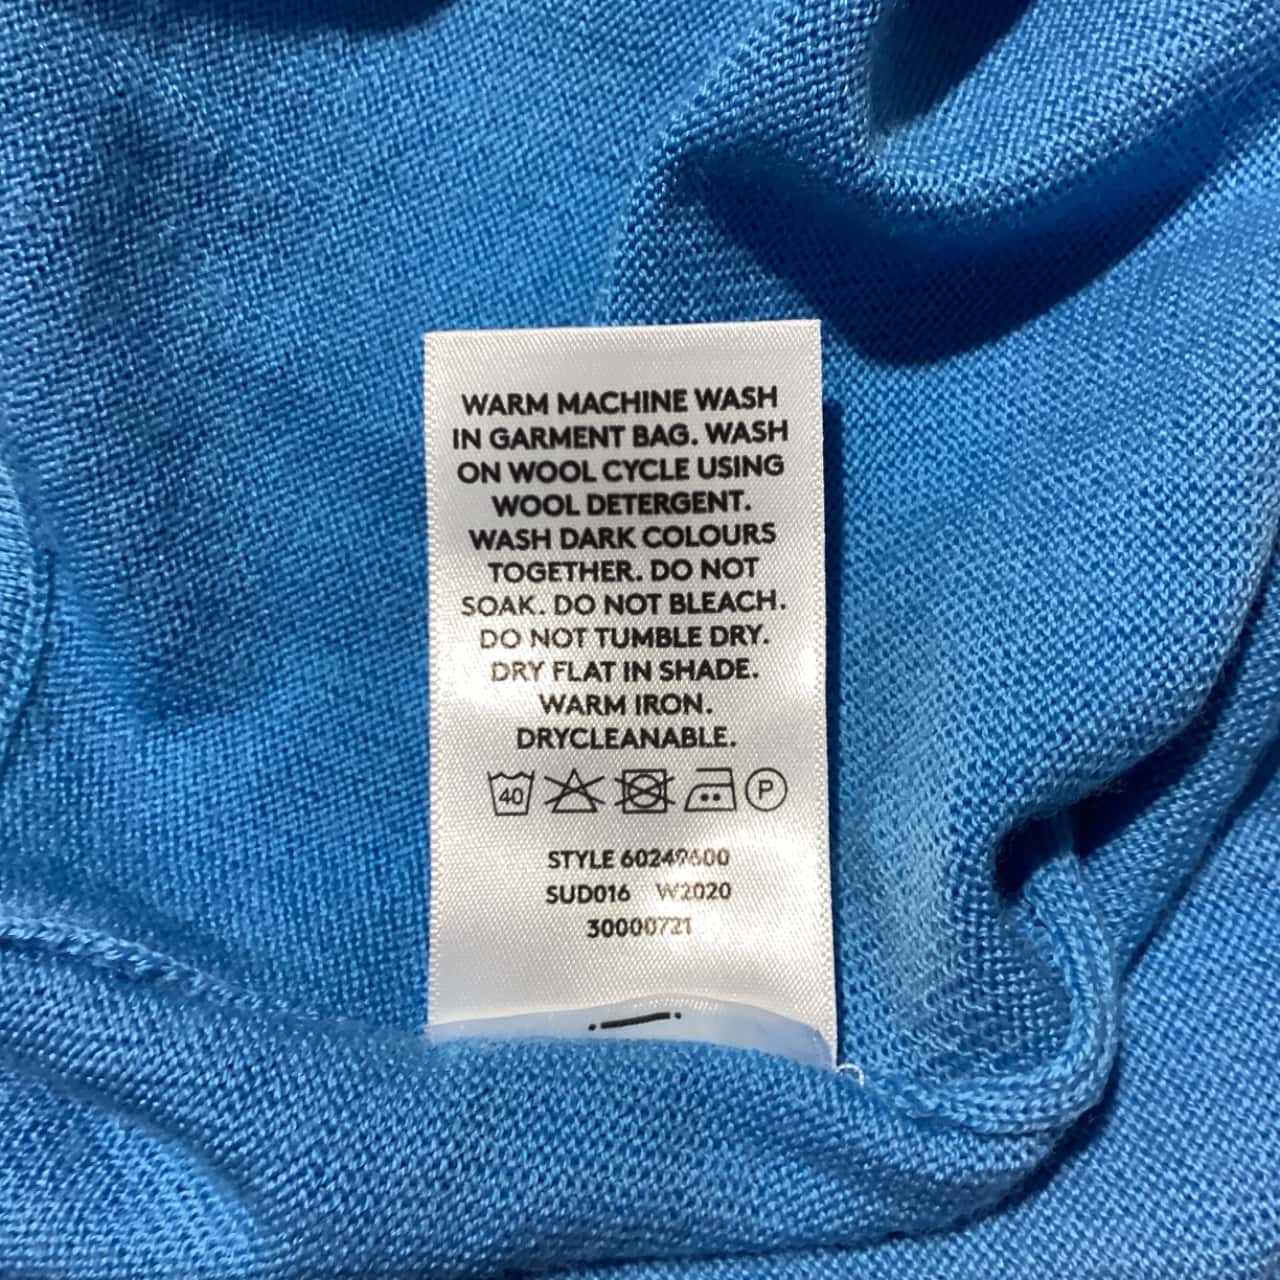 WARM MACHINE WASH
IN GARMENT BAG. WASH
ON WOOL CYCLE USING
WOOL DETERGENT.
WASH DARK COLOURS
TOGETHER. DO NOT
SOAK. DO NOT BLEACH.
DO NOT TUMBLE DRY.
DRY FLAT IN SHADE.
WARM IRON.
DRYCLEANABLE.
40 P
STYLE 60249600
SUD016 W2020
30000721